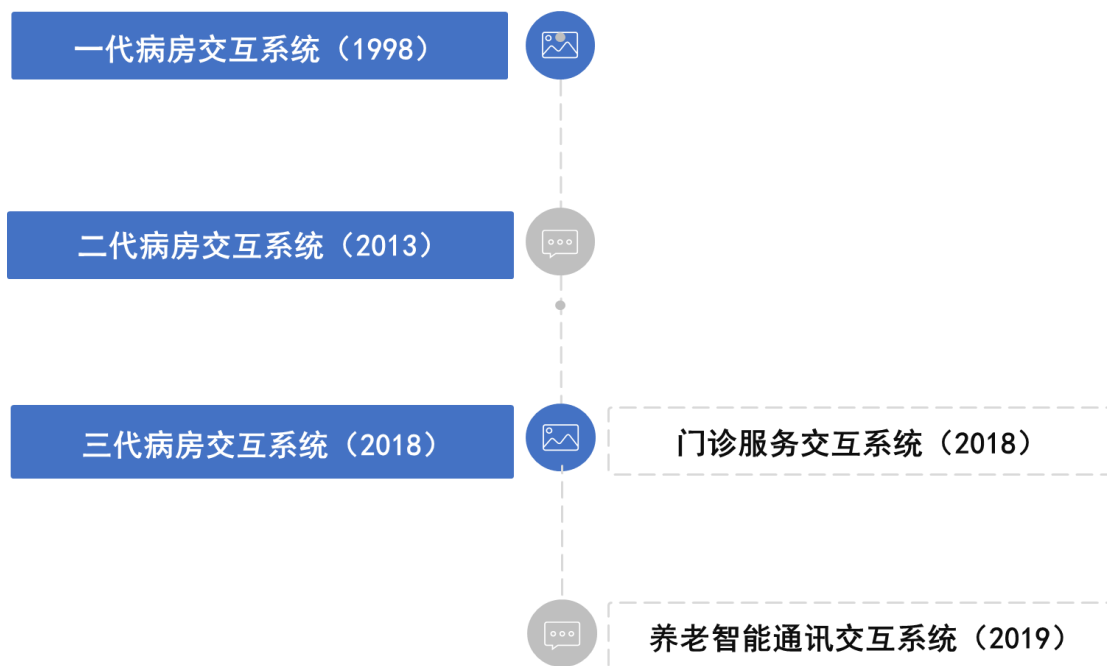 一代病房交互系统（1998）
二代病房交互系统（2013）
三代病房交互系统（2018）
门诊服务交互系统（2018）
养老智能通讯交互系统（2019）